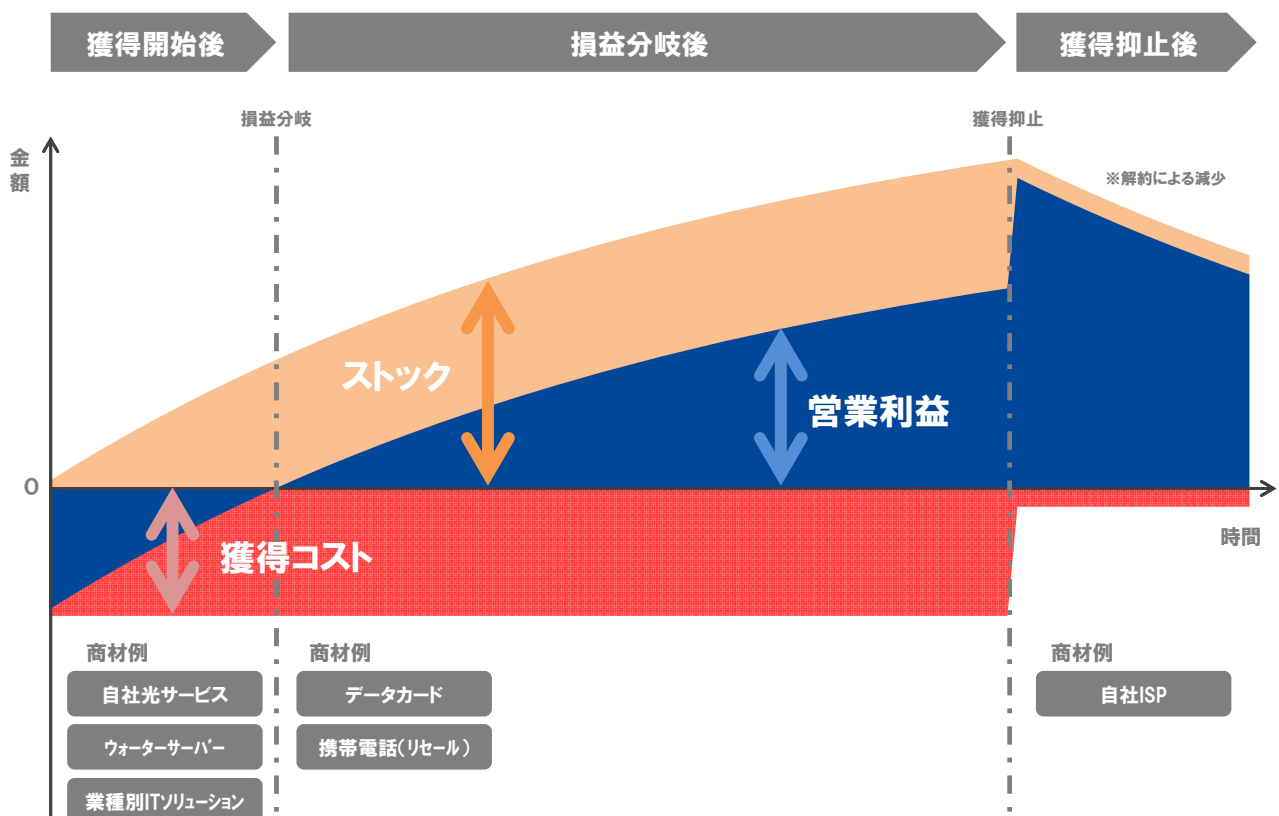 獲得開始後
損益分岐後
獲得抑止後
損益分岐
獲得抑止
金額
※解約による減少
ストック
営業利益
0
時間
獲得コスト
商材例
商材例
商材例
自社光サービス
データカード
自社ISP
ウォーターサーバー
携帯電話(リセール)
業種別ITソリューション